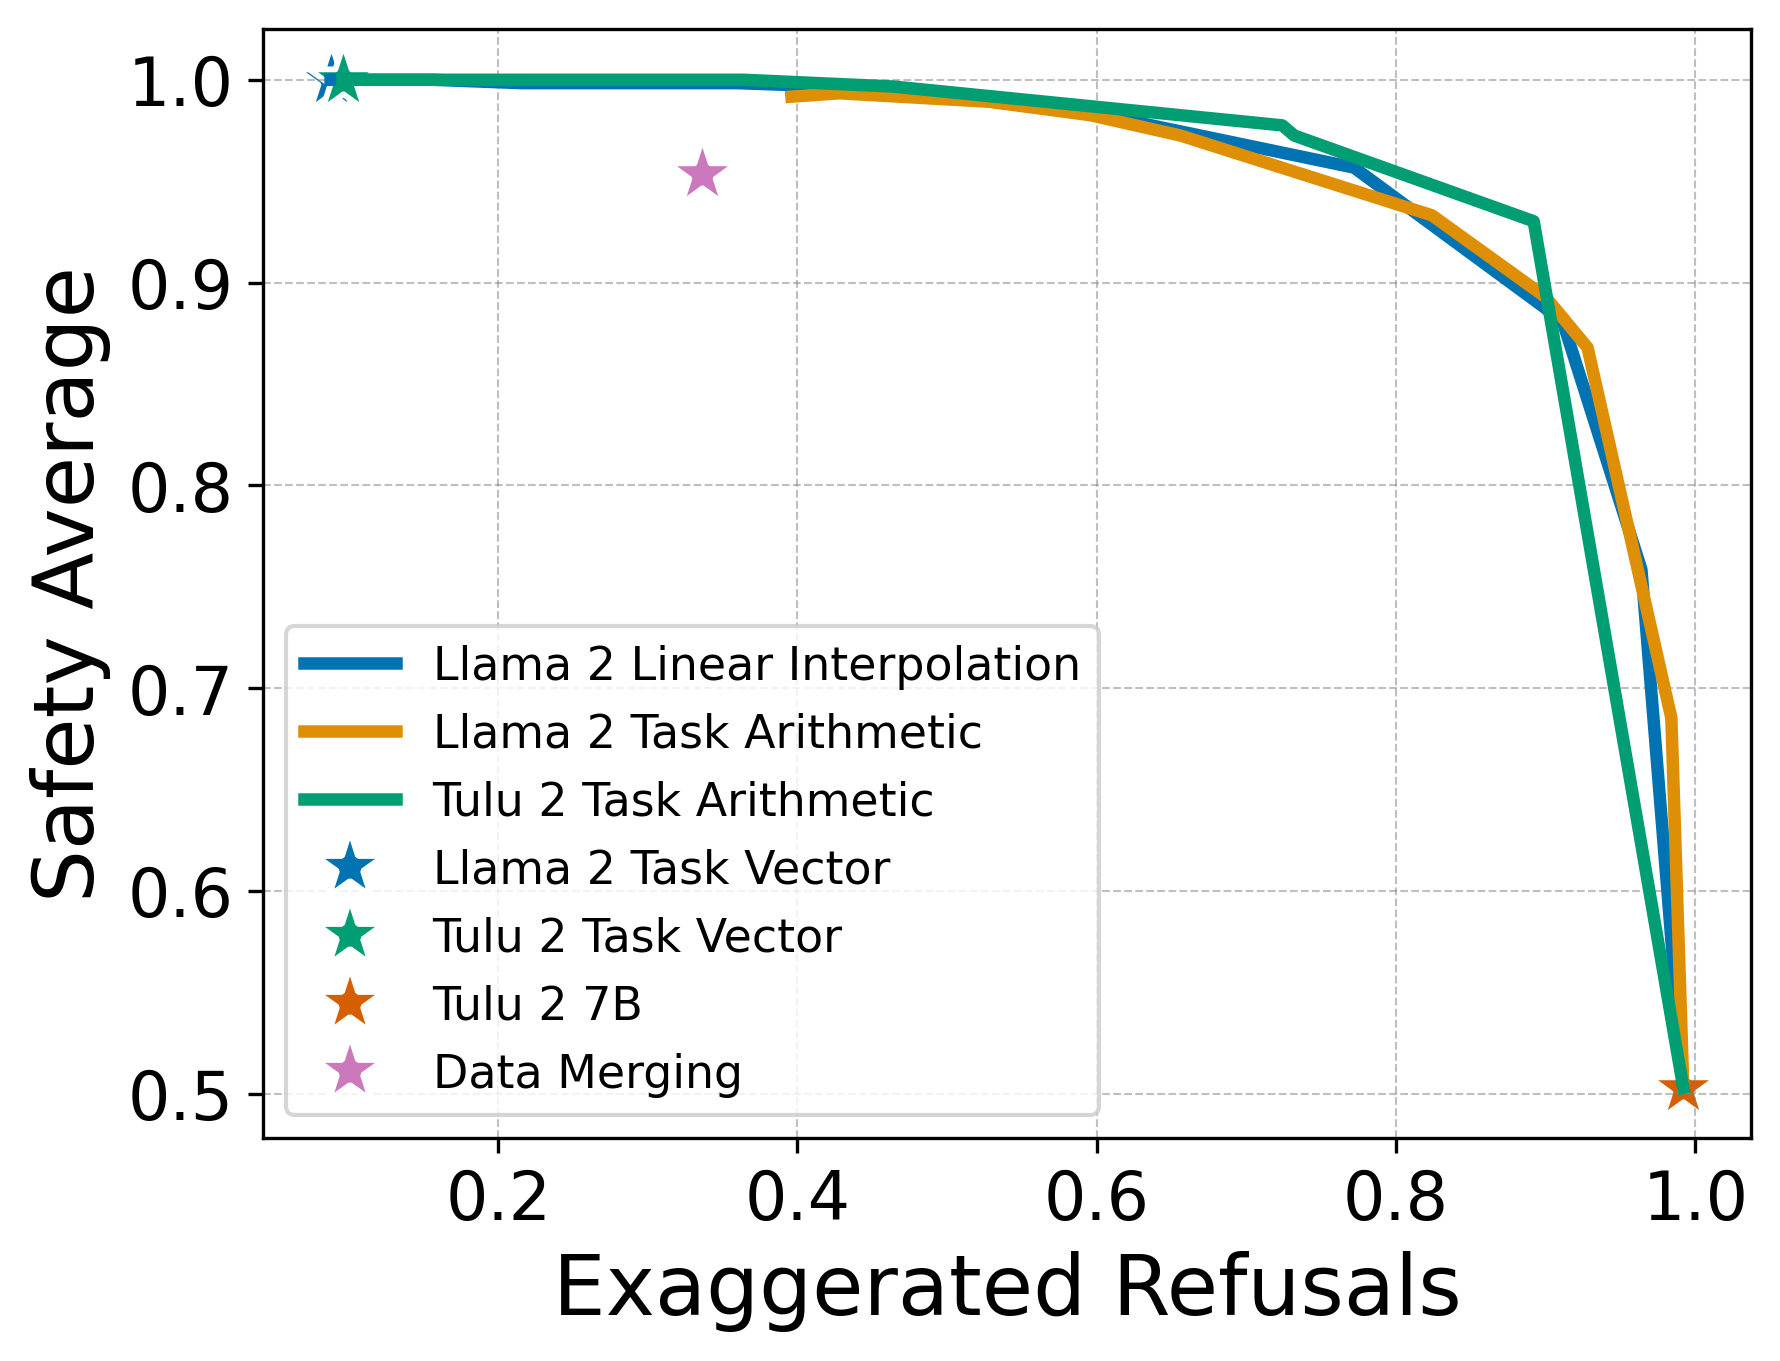 1.0
0.9
0.8
0.7
0.6
0.5
Safety Average
Llama 2 Linear Interpolation
Llama 2 Task Arithmetic
Tulu 2 Task Arithmetic
Llama 2 Task Vector
Tulu 2 Task Vector
Tulu 2 7B
Data Merging
0.2 0.4 0.6 0.8 1.0
Exaggerated Refusals